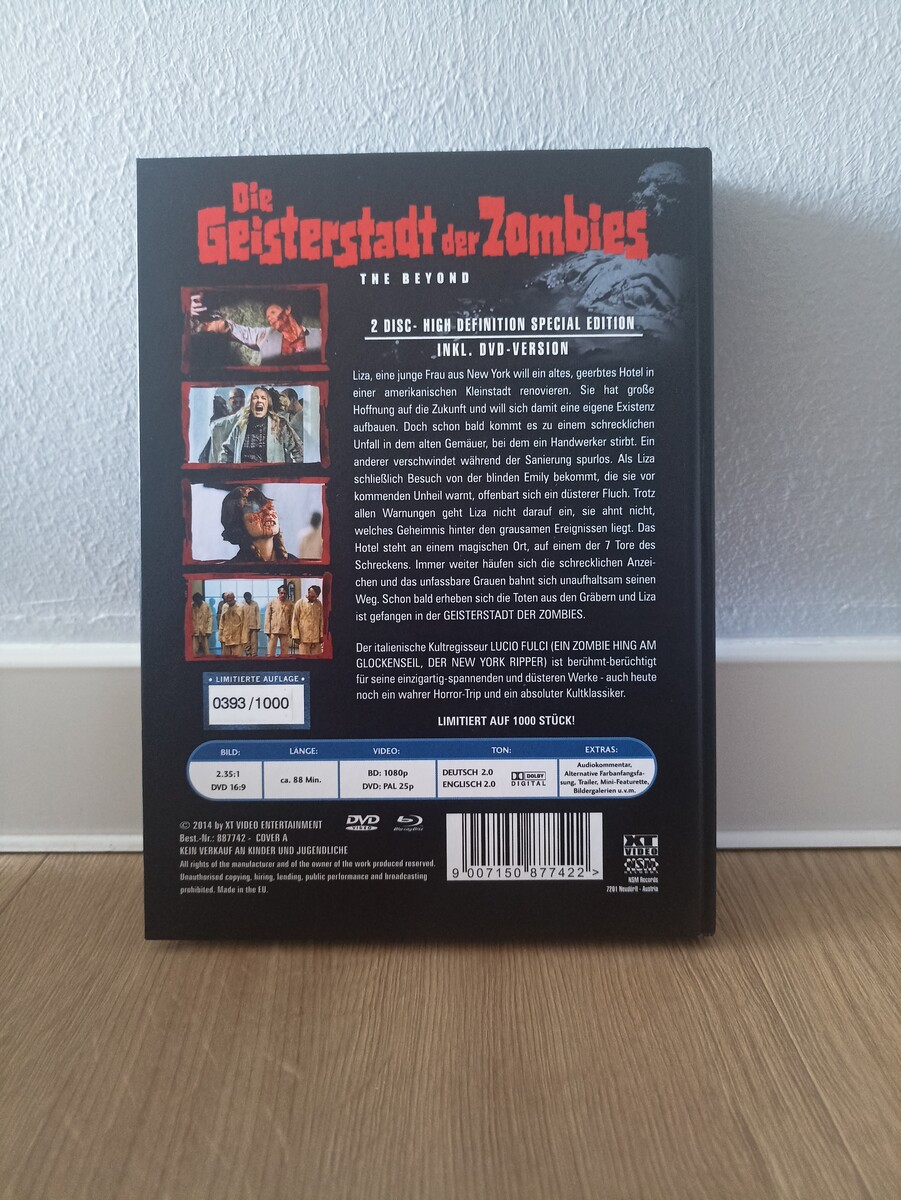 Die
Geisterstadt der Zombies
THE BEYOND
2 DISC- HIGH DEFINITION SPECIAL EDITION
INKL. DVD-VERSION
Liza, eine junge Frau aus New York will ein altes, geerbtes Hotel in
einer amerikanischen Kleinstadt renovieren. Sie hat große
Hoffnung auf die Zukunft und will sich damit eine eigene Existenz
aufbauen. Doch schon bald kommt es zu einem schrecklichen
Unfall in dem alten Gemäuer, bei dem ein Handwerker stirbt. Ein
anderer verschwindet während der Sanierung spurlos. Als Liza
schließlich Besuch von der blinden Emily bekommt, die sie vor
kommenden Unheil warnt, offenbart sich ein düsterer Fluch. Trotz
allen Warnungen geht Liza nicht darauf ein, sie ahnt nicht,
welches Geheimnis hinter den grausamen Ereignissen liegt. Das
Hotel steht an einem magischen Ort, auf einem der 7 Tore des
Schreckens. Immer weiter häufen sich die schrecklichen Anzei-
chen und das unfassbare Grauen bahnt sich unaufhaltsam seinen
Weg. Schon bald erheben sich die Toten aus den Gräbern und Liza
ist gefangen in der GEISTERSTADT DER ZOMBIES.
Der italienische Kultregisseur LUCIO FULCI (EIN ZOMBIE HING AM
GLOCKENSEIL, DER NEW YORK RIPPER) ist berühmt-berüchtigt
für seine einzigartig-spannenden und düsteren Werke - auch heute
noch ein wahrer Horror-Trip und ein absoluter Kultklassiker.
LIMITIERT AUF 1000 STÜCK!
• LIMITIERTE AUFLAGE •
0393/1000
BILD: LÄNGE: VIDEO: TON: EXTRAS:
2.35:1
DVD 16:9
ca. 88 Min.
BD: 1080p
DVD: PAL 25p
DEUTSCH 2.0
ENGLISCH 2.0
DOLBY
DIGITAL
Audiokommentar,
Alternative Farbanfangsfas-
sung, Trailer, Mini-Featurette,
Bildergalerien u.v.m.
© 2014 by XT VIDEO ENTERTAINMENT
Best.-Nr.: 887742 - COVER A
KEIN VERKAUF AN KINDER UND JUGENDLICHE
All rights of the manufacturer and of the owner of the work produced reserved.
Unauthorised copying, hiring, lending, public performance and broadcasting
prohibited. Made in the EU.
DVD
VIDEO
Blu-ray Disc
9 007150 877422 >
XT
VIDEO
NSM
RECORDS
NSM Records
7201 Neudörfl - Austria